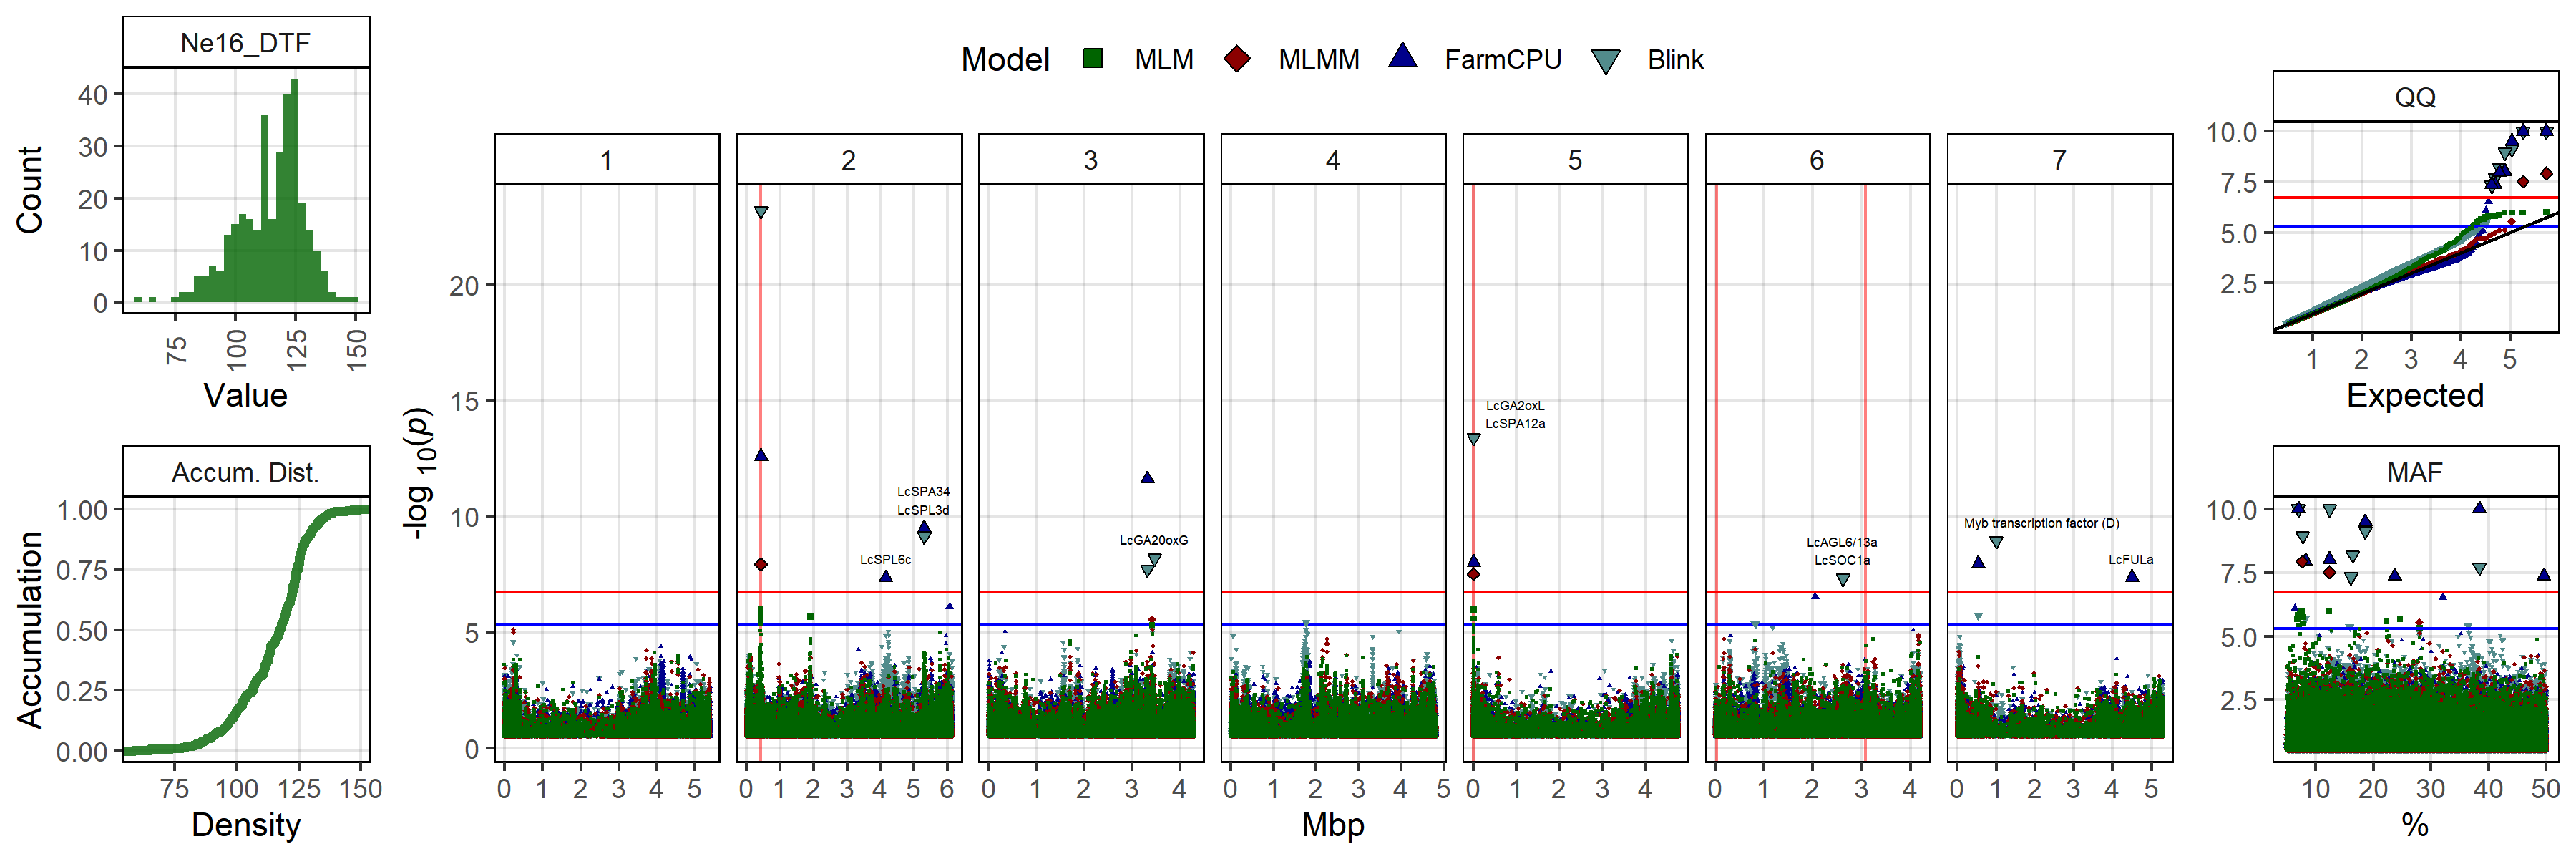 Ne16_DTF
Count
40
30
20
10
0
75
100
125
150
Value
Accum. Dist.
Accumulation
1.00
0.75
0.50
0.25
0.00
75
100
125
150
Density
Model MLM MLMM FarmCPU Blink
-log 10(p)
20
15
10
5
0
1
2
3
4
5
6
7
LcSPA34
LcSPL3d
LcSPL6c
LcGA20oxG
LcGA2oxL
LcSPA12a
LcAGL6/13a
LcSOC1a
Myb transcription factor (D)
LcFULa
0 1 2 3 4 5
0 1 2 3 4 5 6
0 1 2 3 4
0 1 2 3 4 5
0 1 2 3 4
0 1 2 3 4
0 1 2 3 4 5
Mbp
QQ
10.0
7.5
5.0
2.5
1 2 3 4 5
Expected
MAF
10.0
7.5
5.0
2.5
10 20 30 40 50
%